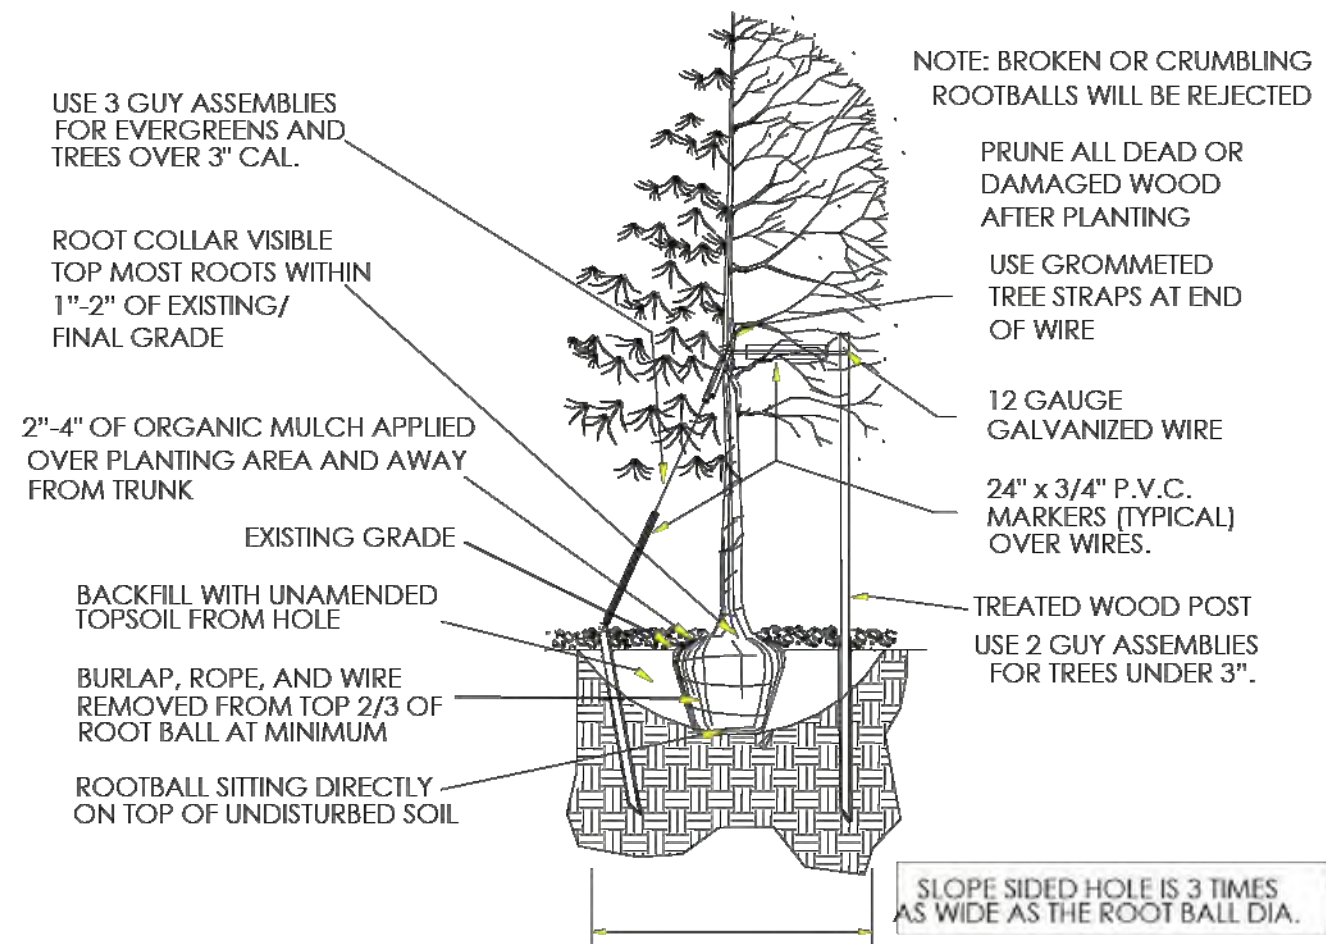 USE 3 GUY ASSEMBLIES
FOR EVERGREENS AND
TREES OVER 3" CAL.
ROOT COLLAR VISIBLE
TOP MOST ROOTS WITHIN
1"-2" OF EXISTING/
FINAL GRADE
2"-4" OF ORGANIC MULCH APPLIED
OVER PLANTING AREA AND AWAY
FROM TRUNK
EXISTING GRADE
BACKFILL WITH UNAMENDED
TOPSOIL FROM HOLE
BURLAP, ROPE, AND WIRE
REMOVED FROM TOP 2/3 OF
ROOT BALL AT MINIMUM
ROOTBALL SITTING DIRECTLY
ON TOP OF UNDISTURBED SOIL
NOTE: BROKEN OR CRUMBLING
ROOTBALLS WILL BE REJECTED
PRUNE ALL DEAD OR
DAMAGED WOOD
AFTER PLANTING
USE GROMMETED
TREE STRAPS AT END
OF WIRE
12 GAUGE
GALVANIZED WIRE
24" x 3/4" P.V.C.
MARKERS (TYPICAL)
OVER WIRES.
TREATED WOOD POST
USE 2 GUY ASSEMBLIES
FOR TREES UNDER 3".
SLOPE SIDED HOLE IS 3 TIMES
AS WIDE AS THE ROOT BALL DIA.